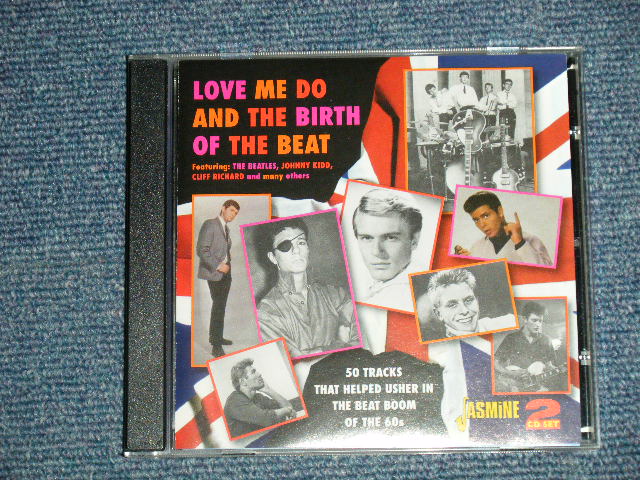 LOVE ME DO
AND THE BIRTH
OF THE BEAT
Featuring: THE BEATLES, JOHNNY KIDD,
CLIFF RICHARD and many others
50 TRACKS
THAT HELPED USHER IN
THE BEAT BOOM
OF THE 60s
JASMINE
2
CD SET